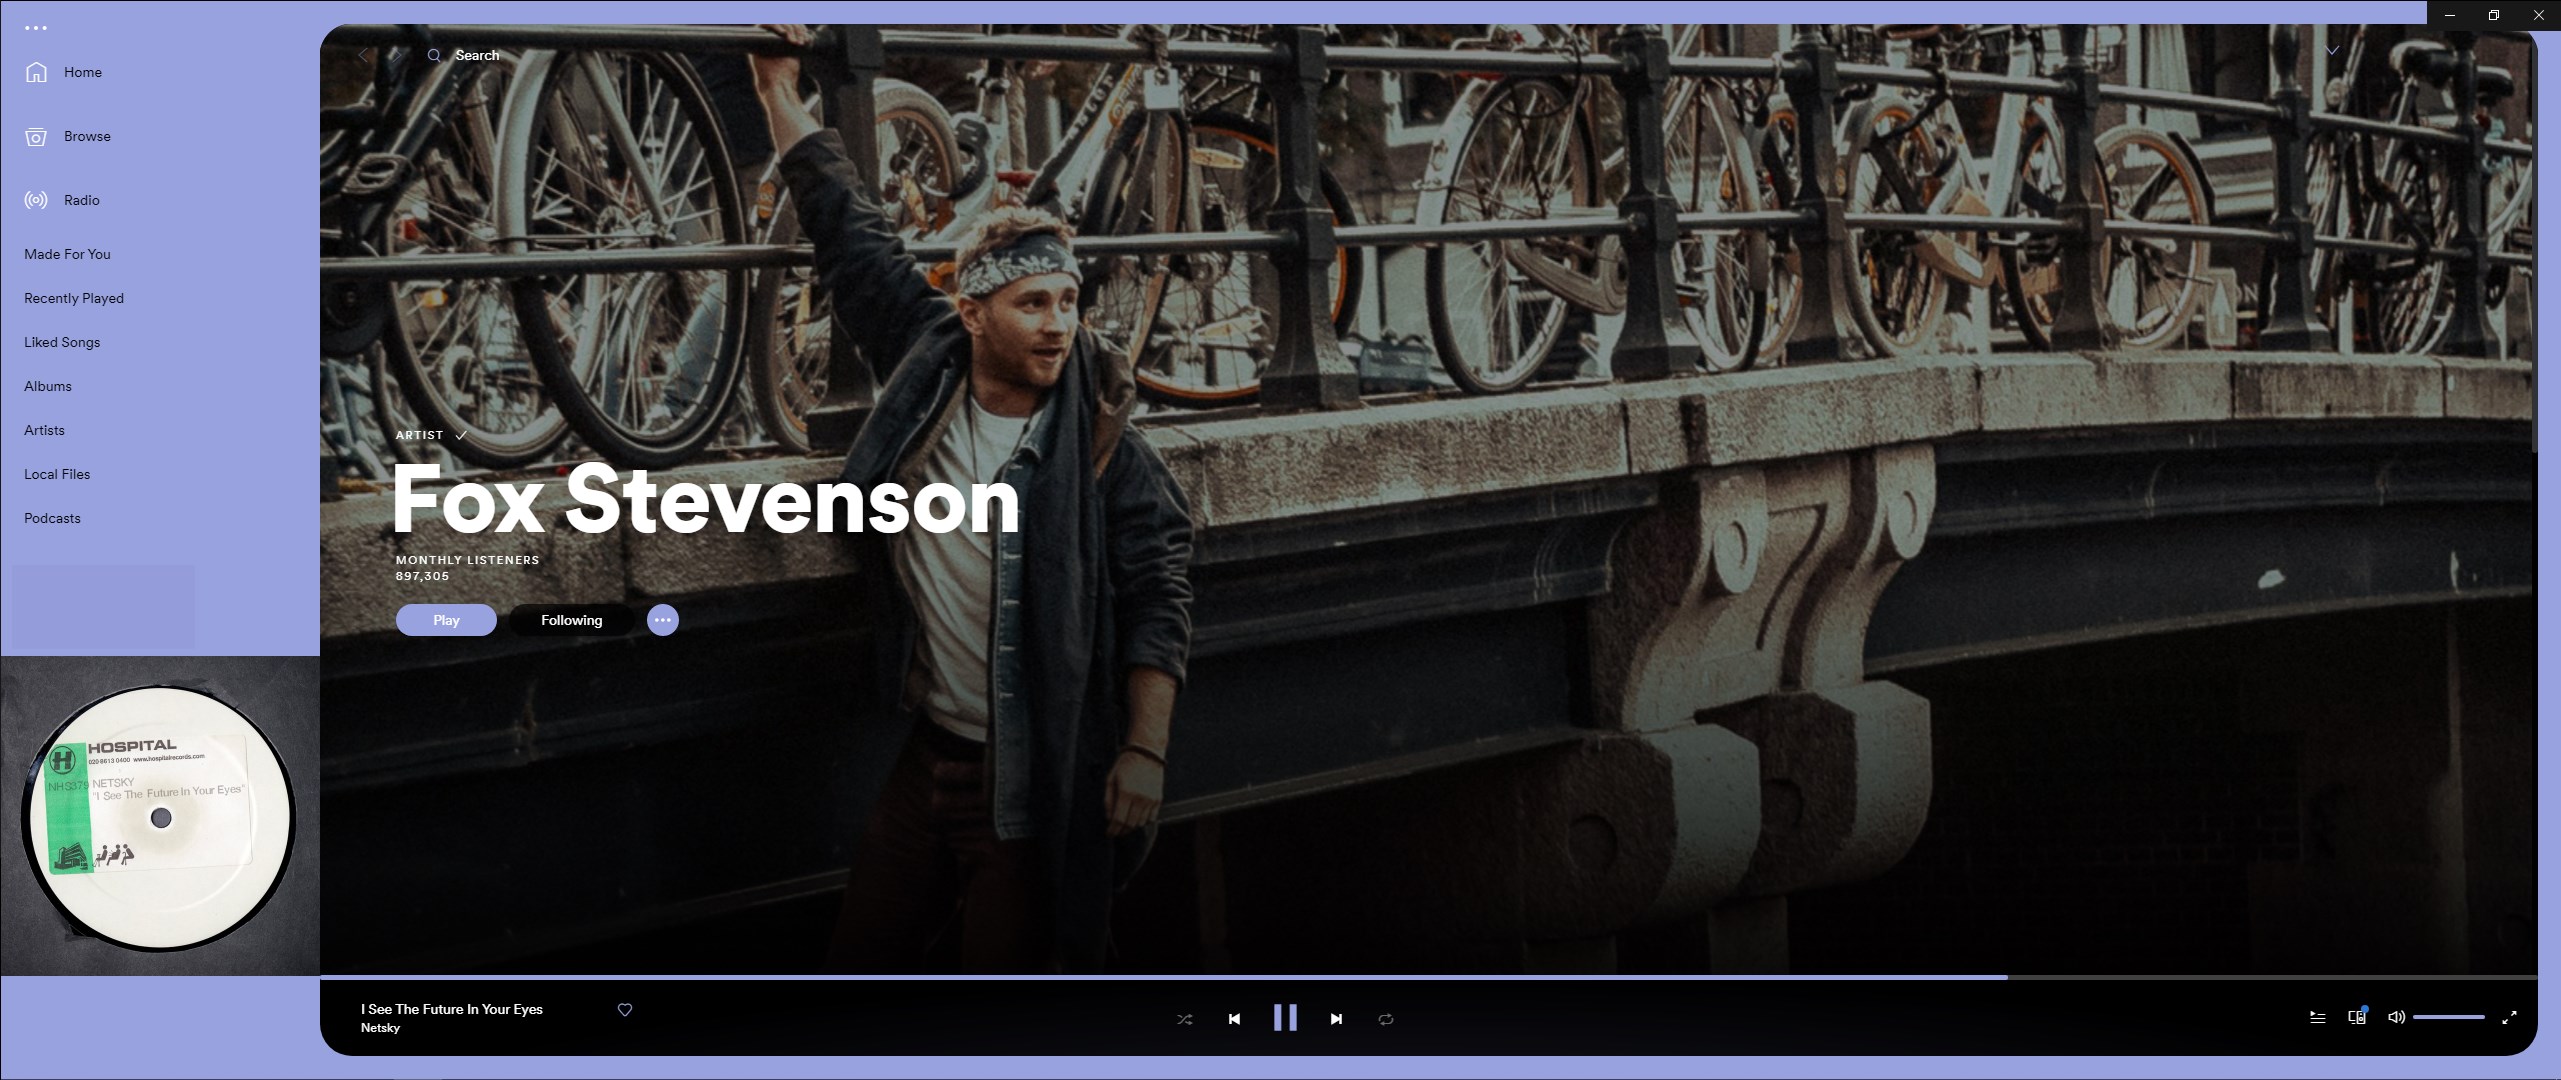 Search
Home
Browse
Radio
Made For You
Recently Played
Liked Songs
Albums
Artists
Local Files
Podcasts
ARTIST
Fox Stevenson
MONTHLY LISTENERS
897,305
Play
Following
H
HOSPITAL
020 8613 0400 www.hospitalrecords.com
NHS379 NETSKY
"I See The Future In Your Eyes"
I See The Future In Your Eyes
Netsky